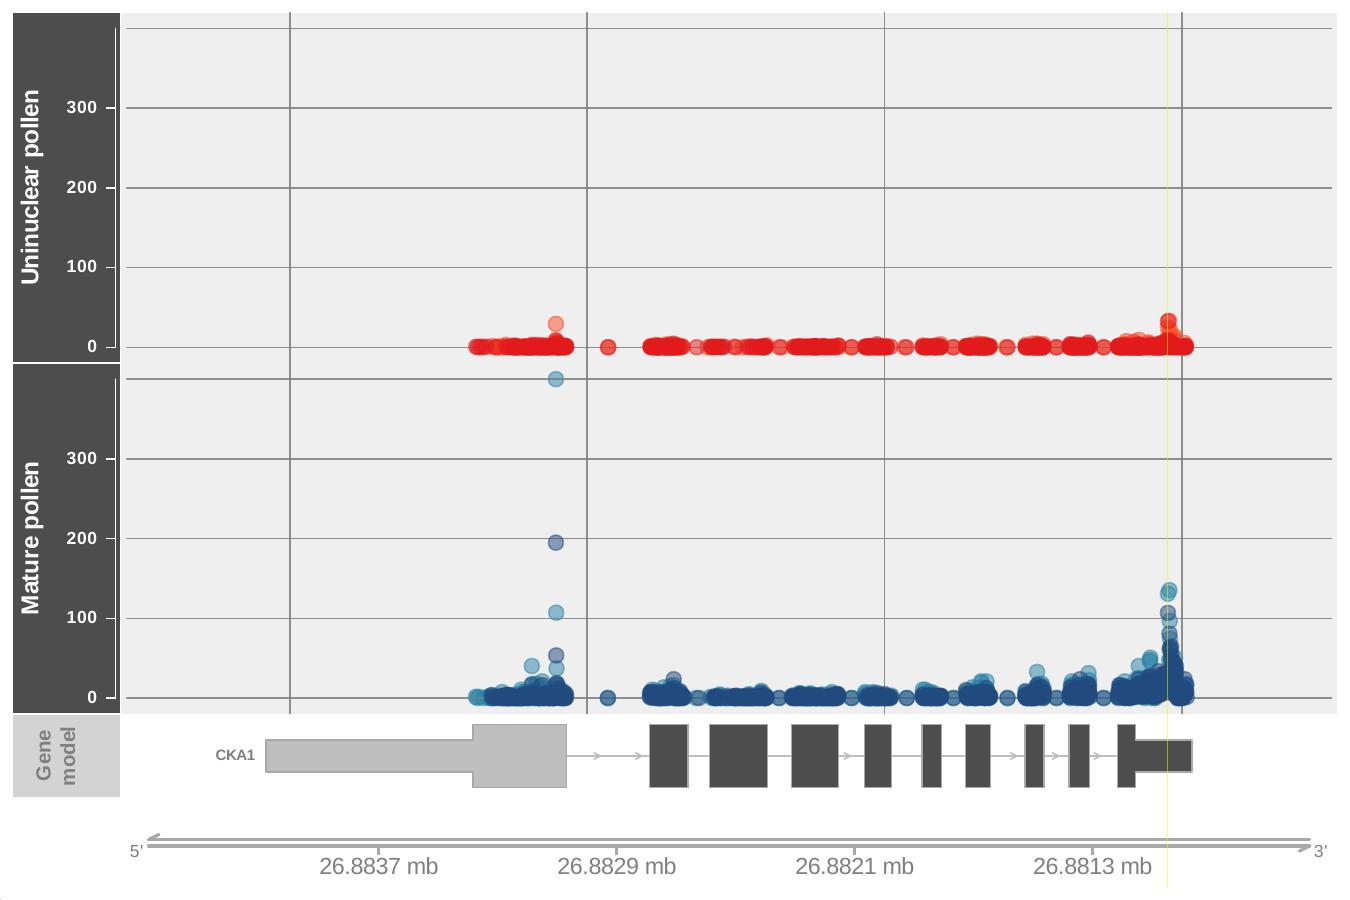 Uninuclear pollen
300
200
100
0
Mature pollen
300
200
100
0
Gene
model
CKA1
5'
3'
26.8837 mb
26.8829 mb
26.8821 mb
26.8813 mb